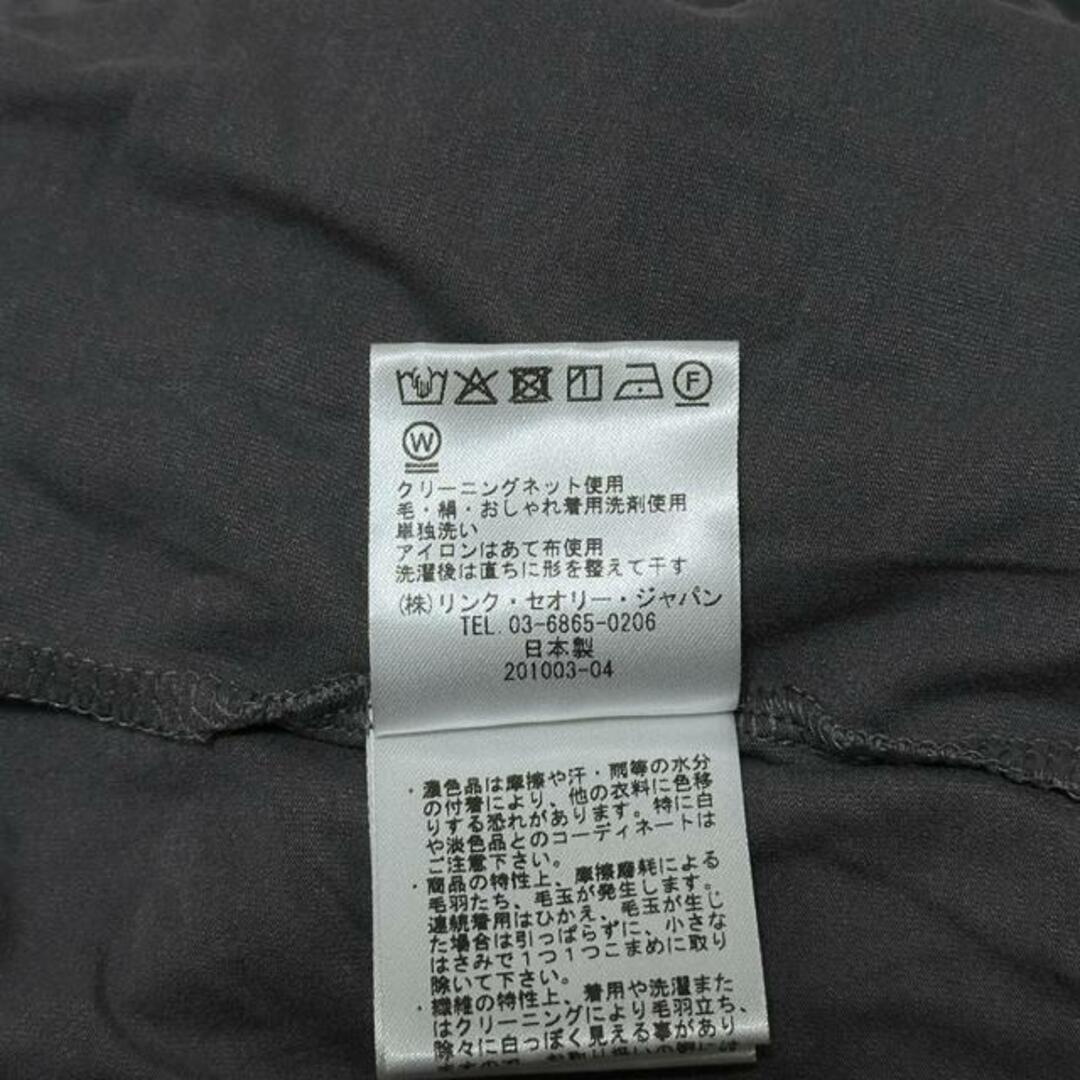 F
W
クリーニングネット使用
毛・絹・おしゃれ着用洗剤使用
単独洗い
アイロンはあて布使用
洗濯後は直ちに形を整えて干す
(株)リンク・セオリー・ジャパン
TEL. 03-6865-0206
日本製
201003-04
・濃色品は摩擦や汗・雨等の水分
の付着により、他の衣料に色移
りする恐れがあります。特に白
や淡色品とのコーディネートは
ご注意下さい。
・商品の特性上、摩擦磨耗による
毛羽たち、毛玉が発生します。
連続着用はひかえ、毛玉が生じ
た場合は引っぱらずに、小さな
はさみで1つ1つこまめに取り
除いて下さい。
・繊維の特性上、着用や洗濯また
はクリーニングにより毛羽立ち、
除々に白っぽく見える事があり